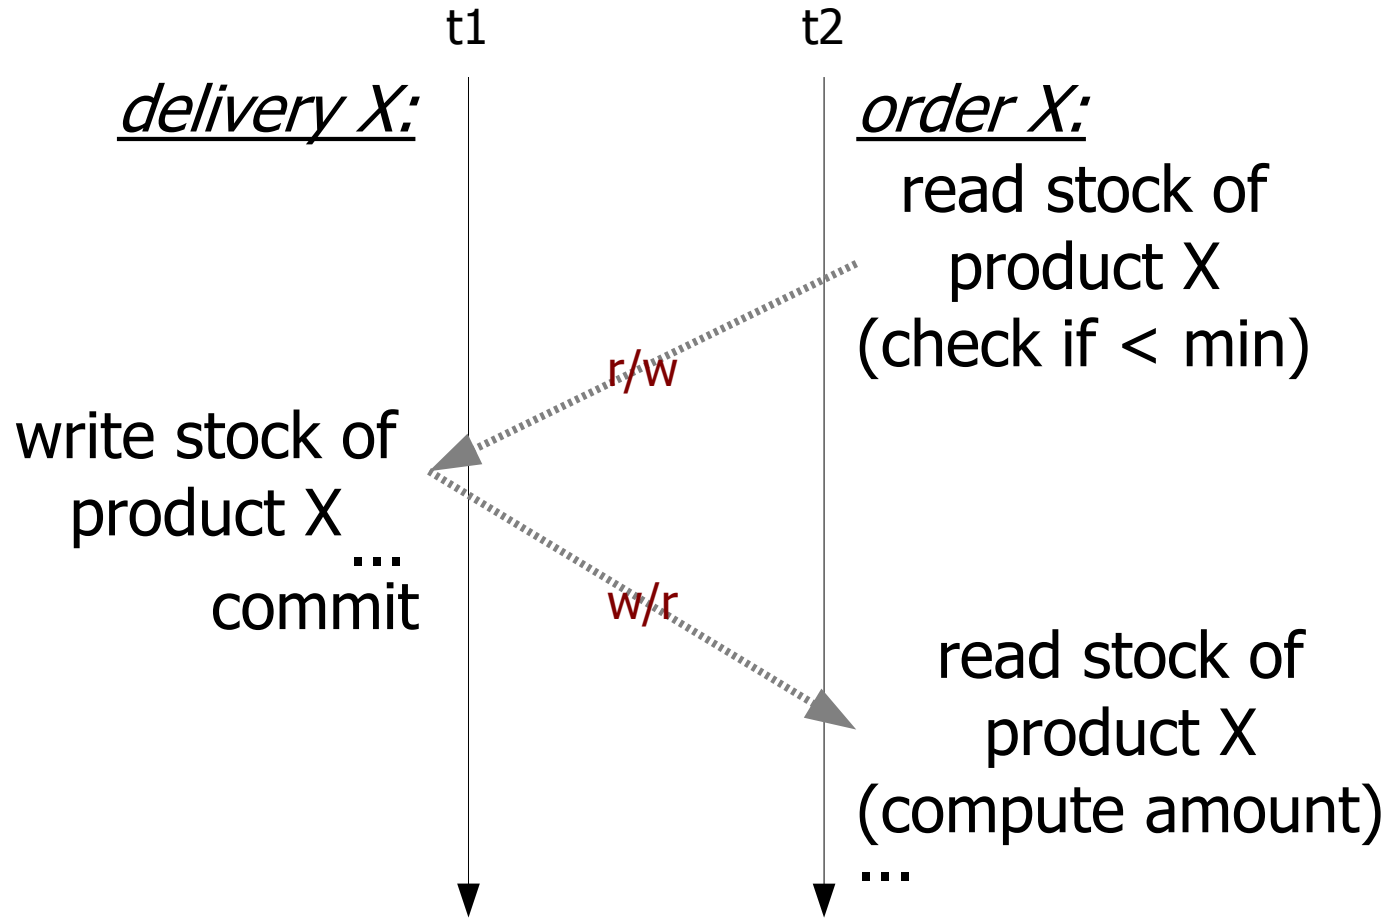 t1
t2
delivery X:
order X:
read stock of
product X
(check if < min)
r/w
write stock of
product X
...
commit
w/r
read stock of
product X
(compute amount)
...